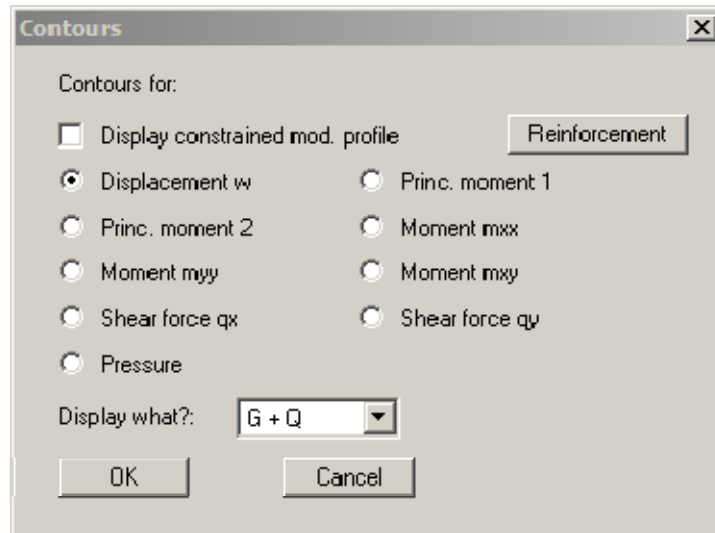 Contours
Contours for:
Display constrained mod. profile
Reinforcement
Displacement w
Princ. moment 1
Princ. moment 2
Moment mxx
Moment myy
Moment mxy
Shear force qx
Shear force qy
Pressure
Display what?:
G + Q
OK
Cancel